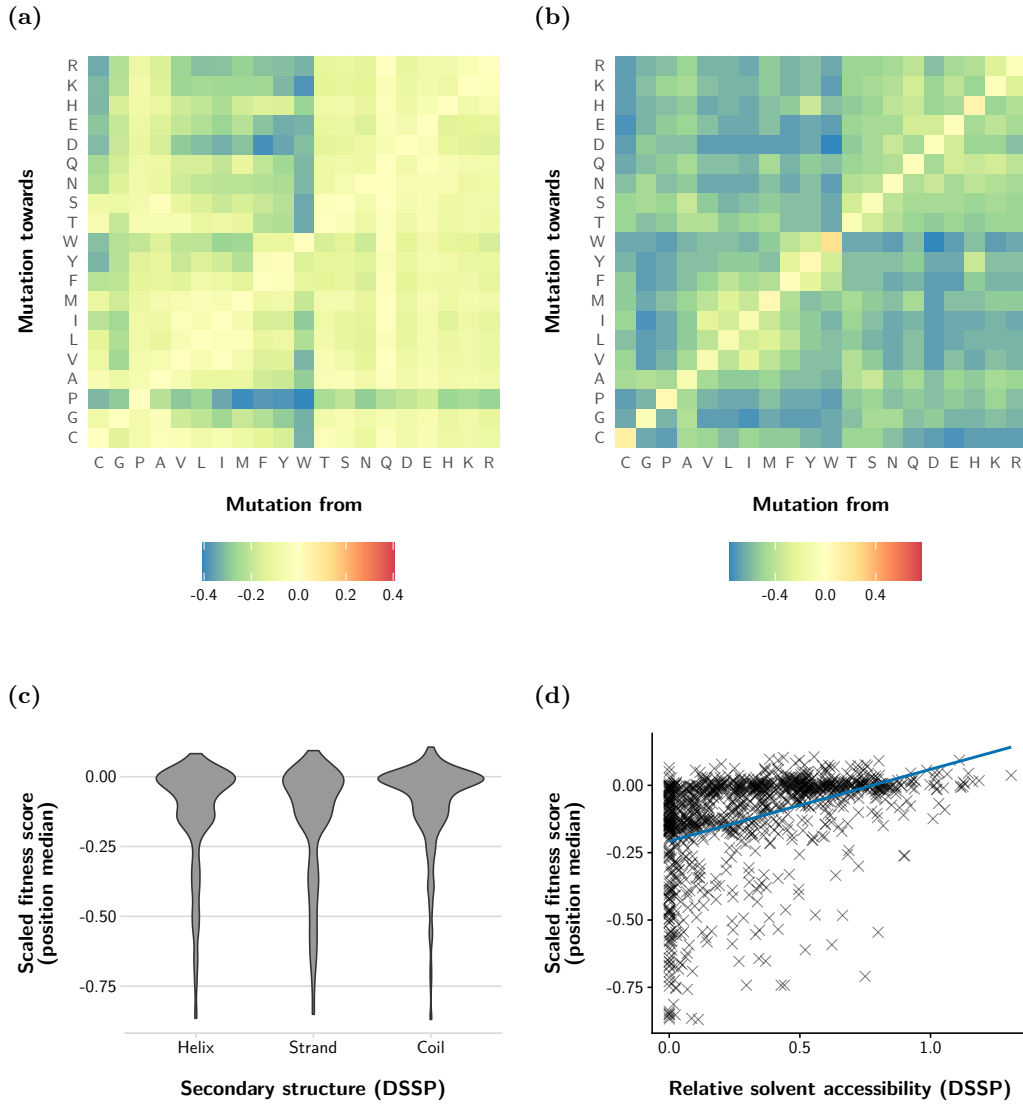 (a)
R
K
H
E
D
Q
N
S
T
W
Y
F
M
I
L
V
A
P
G
C
Mutation towards
C G P A V L I M F Y W T S N Q D E H K R
Mutation from
-0.4 -0.2 0.0 0.2 0.4
(b)
R
K
H
E
D
Q
N
S
T
W
Y
F
M
I
L
V
A
P
G
C
Mutation towards
C G P A V L I M F Y W T S N Q D E H K R
Mutation from
-0.4 0.0 0.4
(c)
Scaled fitness score
(position median)
0.00
-0.25
-0.50
-0.75
Helix Strand Coil
Secondary structure (DSSP)
(d)
Scaled fitness score
(position median)
0.00
-0.25
-0.50
-0.75
0.0 0.5 1.0
Relative solvent accessibility (DSSP)